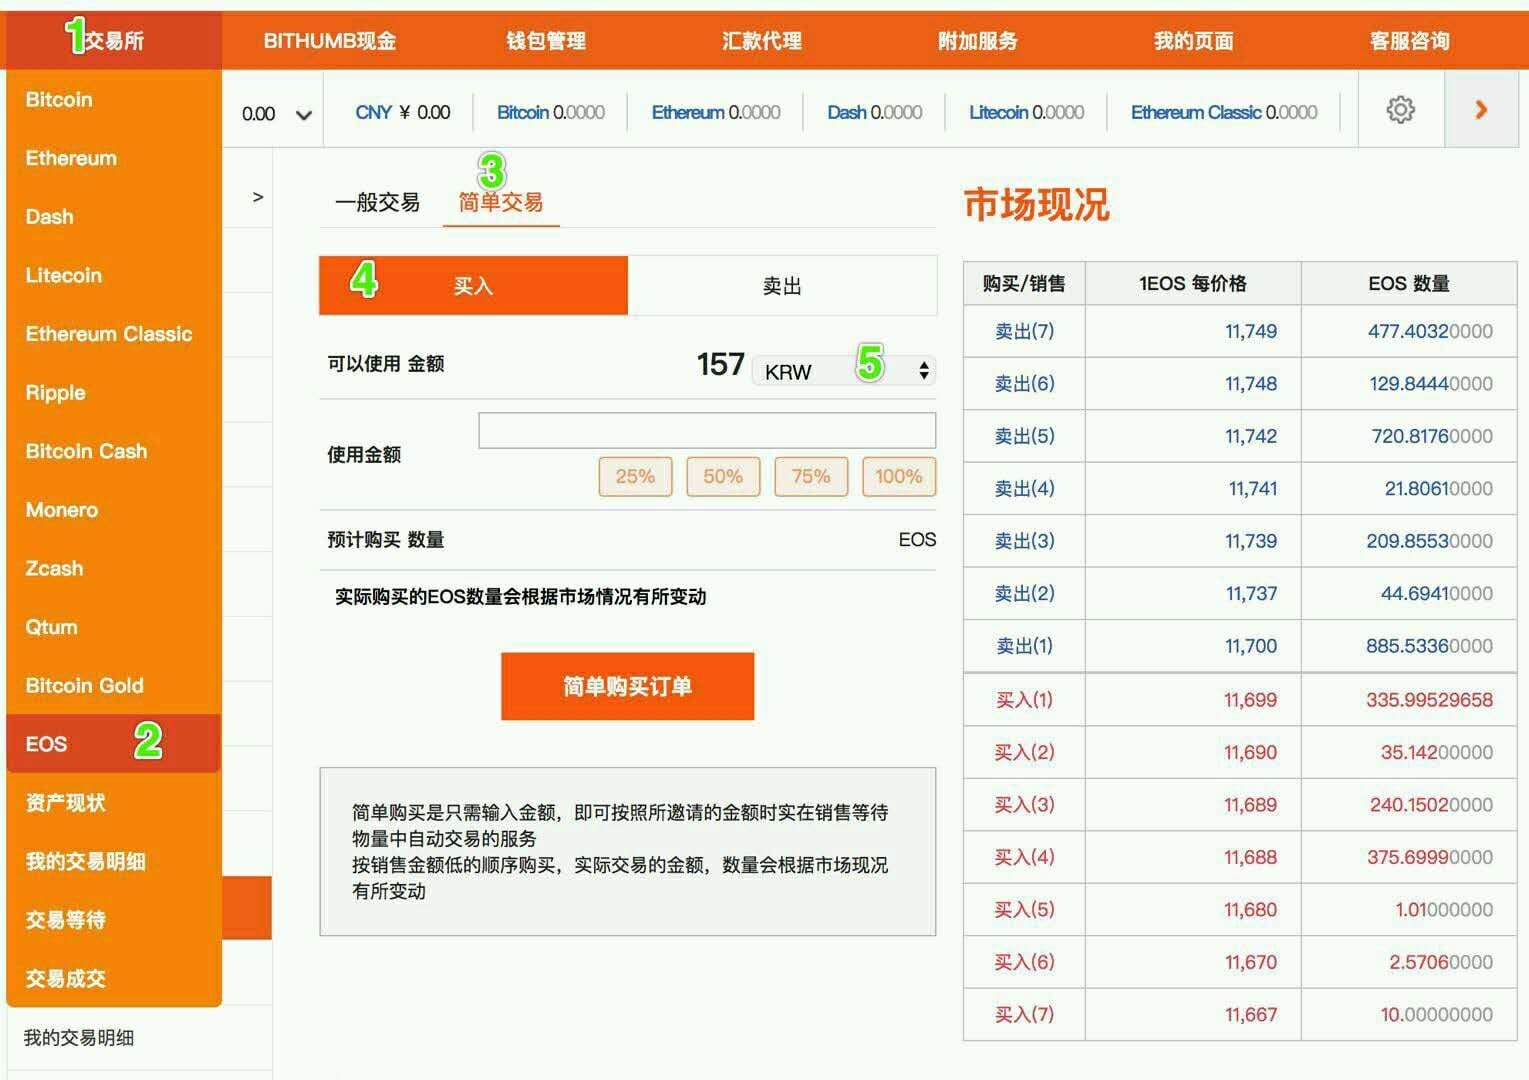 1 交易所 BITHUMB现金 钱包管理 汇款代理 附加服务 我的页面 客服咨询
Bitcoin
Ethereum
Dash
Litecoin
Ethereum Classic
Ripple
Bitcoin Cash
Monero
Zcash
Qtum
Bitcoin Gold
EOS 2
资产现状
我的交易明细
交易等待
交易成交
我的交易明细
0.00 CNY ¥ 0.00 Bitcoin 0.0000 Ethereum 0.0000 Dash 0.0000 Litecoin 0.0000 Ethereum Classic 0.0000 >
>
3
一般交易 简单交易
4 买入 卖出
可以使用 金额 157 KRW 5
使用金额
25% 50% 75% 100%
预计购买 数量 EOS
实际购买的EOS数量会根据市场情况有所变动
简单购买订单
简单购买是只需输入金额，即可按照所邀请的金额时实在销售等待
物量中自动交易的服务
按销售金额低的顺序购买，实际交易的金额，数量会根据市场现况
有所变动
市场现况
购买/销售 1EOS 每价格 EOS 数量
卖出(7) 11,749 477.40320000
卖出(6) 11,748 129.84440000
卖出(5) 11,742 720.81760000
卖出(4) 11,741 21.80610000
卖出(3) 11,739 209.85530000
卖出(2) 11,737 44.69410000
卖出(1) 11,700 885.53360000
买入(1) 11,699 335.99529658
买入(2) 11,690 35.14200000
买入(3) 11,689 240.15020000
买入(4) 11,688 375.69990000
买入(5) 11,680 1.01000000
买入(6) 11,670 2.57060000
买入(7) 11,667 10.00000000